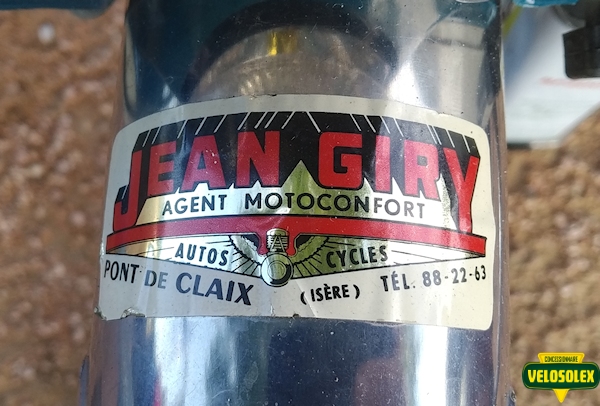 JEAN GIRY
AGENT MOTOCONFORT
AUTOS CYCLES
PONT DE CLAIX (ISÈRE) TÉL. 88-22-63
CONCESSIONNAIRE
VELOSOLEX